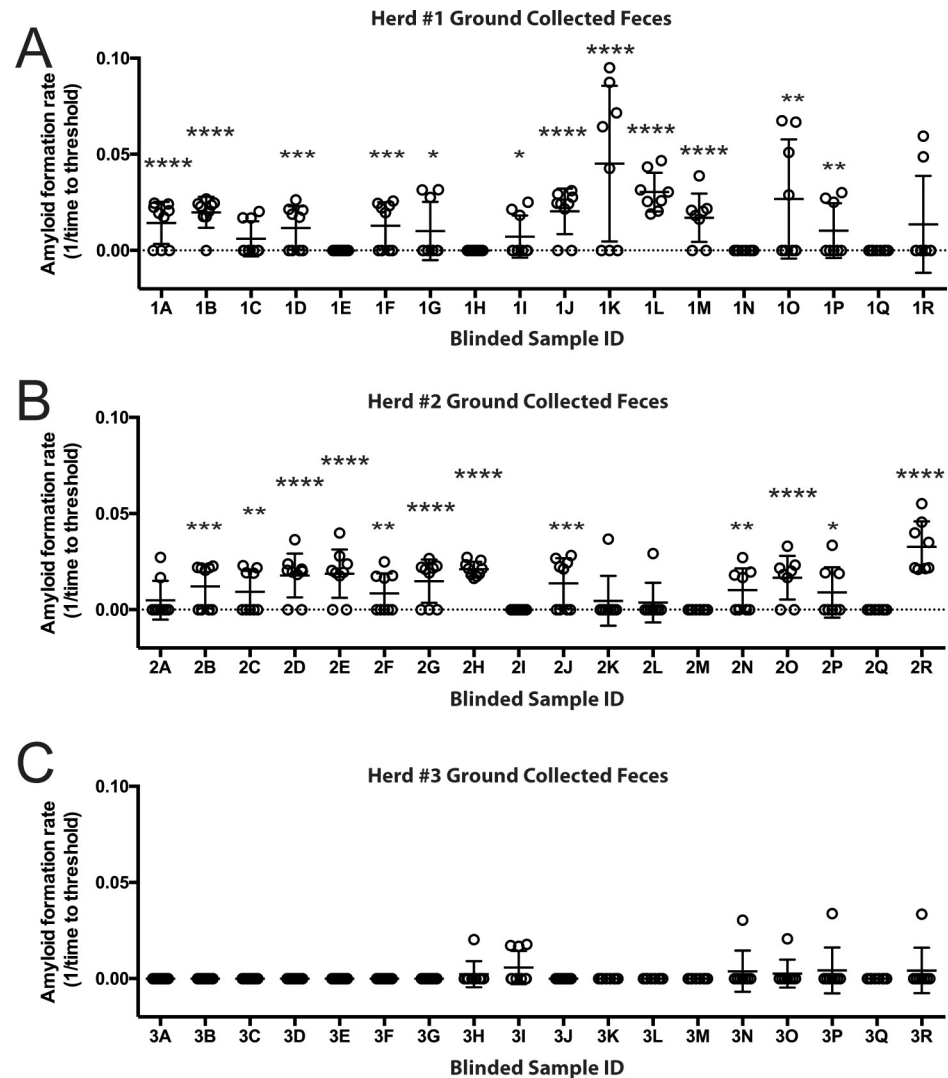 A
Herd #1 Ground Collected Feces
Amyloid formation rate
(1/time to threshold)
0.10
0.05
0.00
**** **** *** *** * * **** **** **** **** ** **
1A 1B 1C 1D 1E 1F 1G 1H 1I 1J 1K 1L 1M 1N 1O 1P 1Q 1R
Blinded Sample ID
B
Herd #2 Ground Collected Feces
Amyloid formation rate
(1/time to threshold)
0.10
0.05
0.00
*** ** **** **** ** **** **** *** ** **** * ****
2A 2B 2C 2D 2E 2F 2G 2H 2I 2J 2K 2L 2M 2N 2O 2P 2Q 2R
Blinded Sample ID
C
Herd #3 Ground Collected Feces
Amyloid formation rate
(1/time to threshold)
0.10
0.05
0.00
3A 3B 3C 3D 3E 3F 3G 3H 3I 3J 3K 3L 3M 3N 3O 3P 3Q 3R
Blinded Sample ID